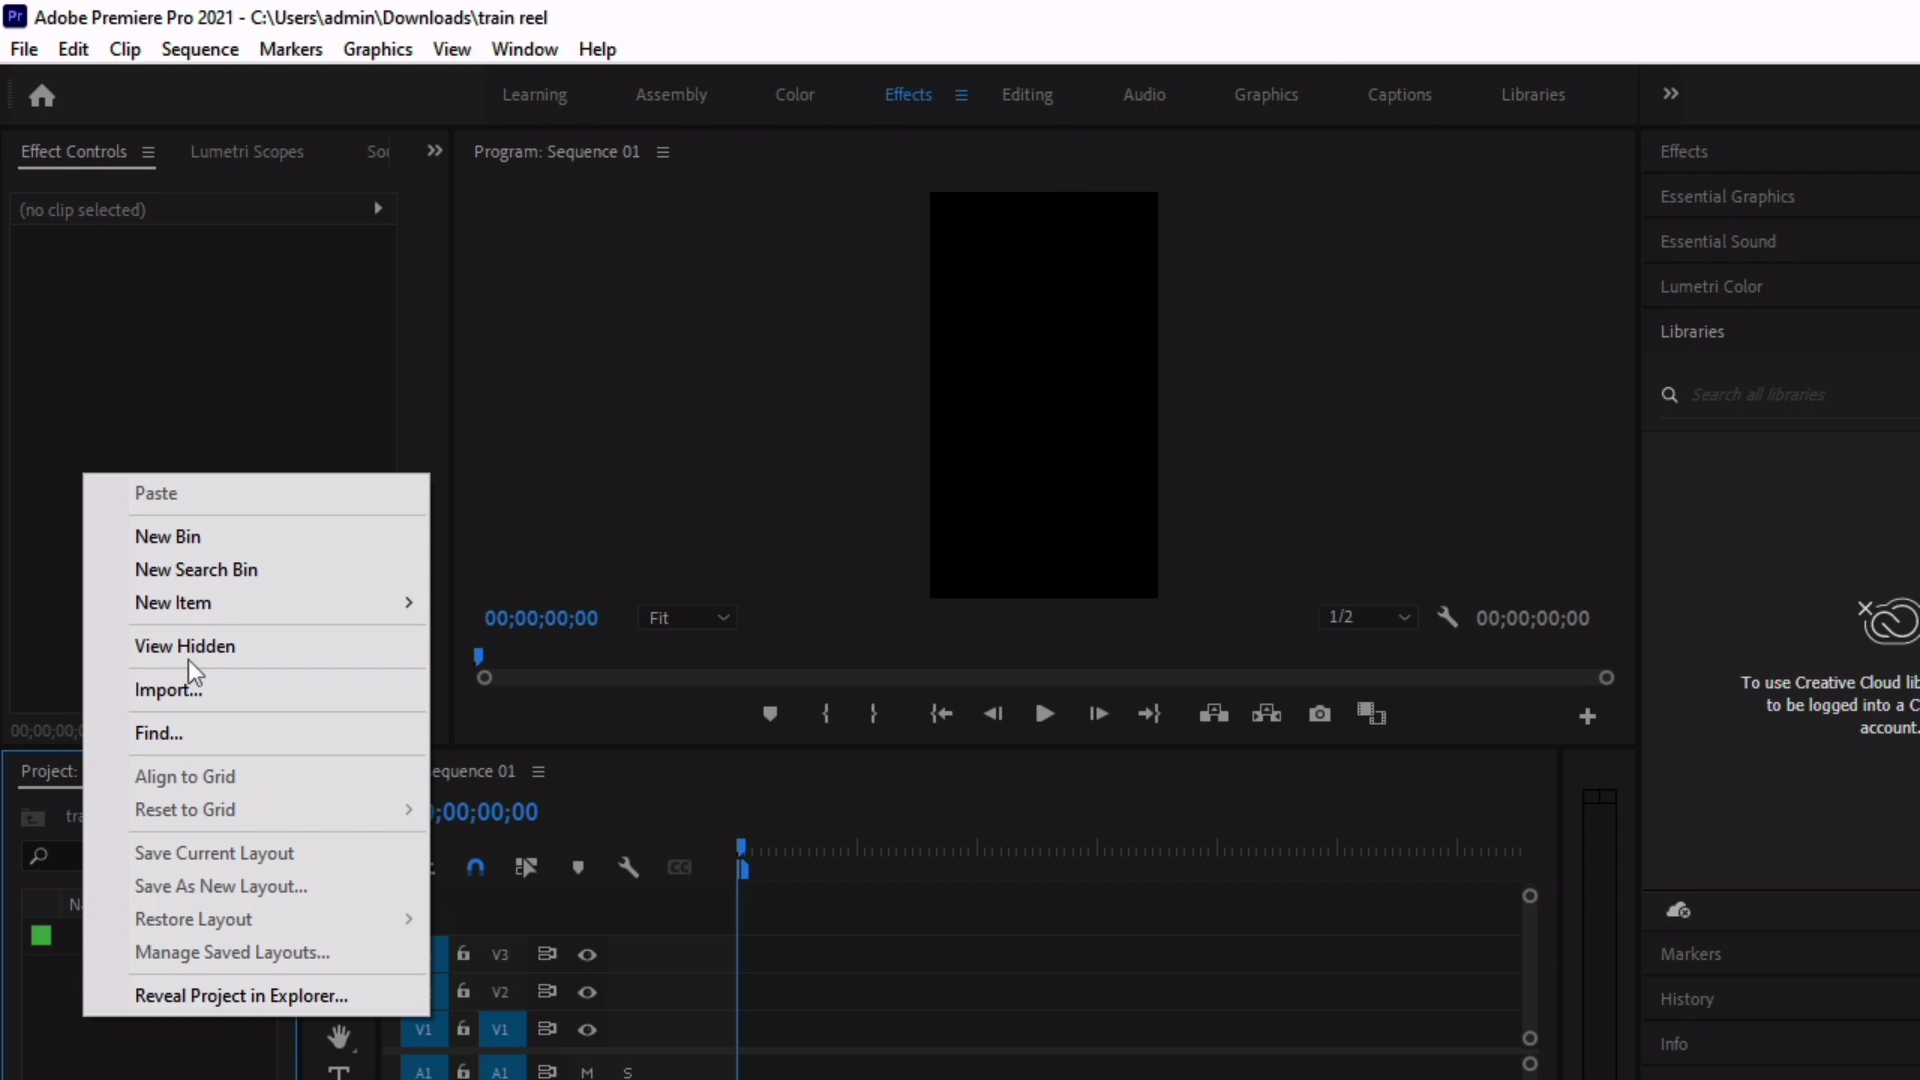 Pr Adobe Premiere Pro 2021 - C:\Users\admin\Downloads\train reel
File Edit Clip Sequence Markers Graphics View Window Help
Learning Assembly Color Effects Editing Audio Graphics Captions Libraries
Effect Controls Lumetri Scopes
(no clip selected)
Program: Sequence 01
Effects
Essential Graphics
Essential Sound
Lumetri Color
Libraries
Search all libraries
Paste
New Bin
New Search Bin
New Item
View Hidden
Import...
Find...
Align to Grid
Reset to Grid
Save Current Layout
Save As New Layout...
Restore Layout
Manage Saved Layouts...
Reveal Project in Explorer...
00;00;00;00 Fit 1/2 00;00;00;00
To use Creative Cloud lib
to be logged into a C
account.
Project:
equence 01
;00;00;00
V3
V2
V1 V1
A1 A1 M S
Markers
History
Info